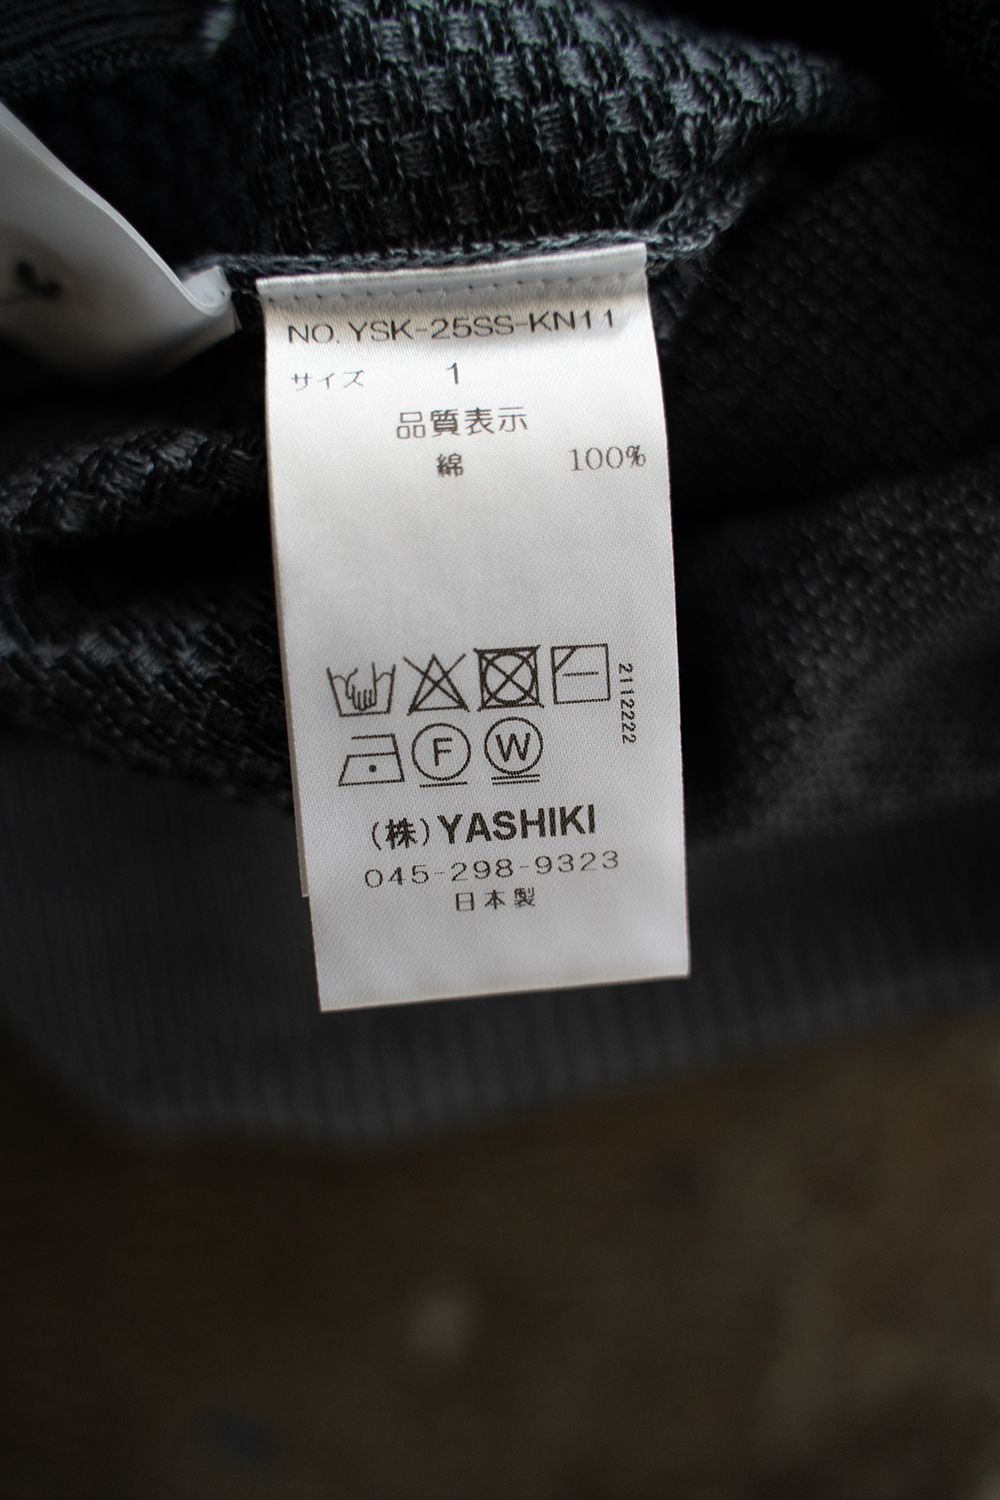 NO. YSK-25SS-KN11
サイズ 1
品質表示
綿 100%
2112222
F W
(株)YASHIKI
045-298-9323
日本製